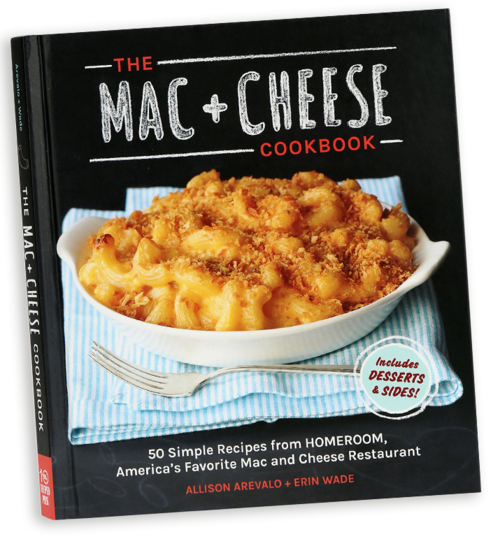 THE
MAC + CHEESE
COOKBOOK
Includes
DESSERTS
& SIDES!
50 Simple Recipes from HOMEROOM,
America's Favorite Mac and Cheese Restaurant
ALLISON AREVALO + ERIN WADE
Arevalo + Wade
THE MAC + CHEESE COOKBOOK